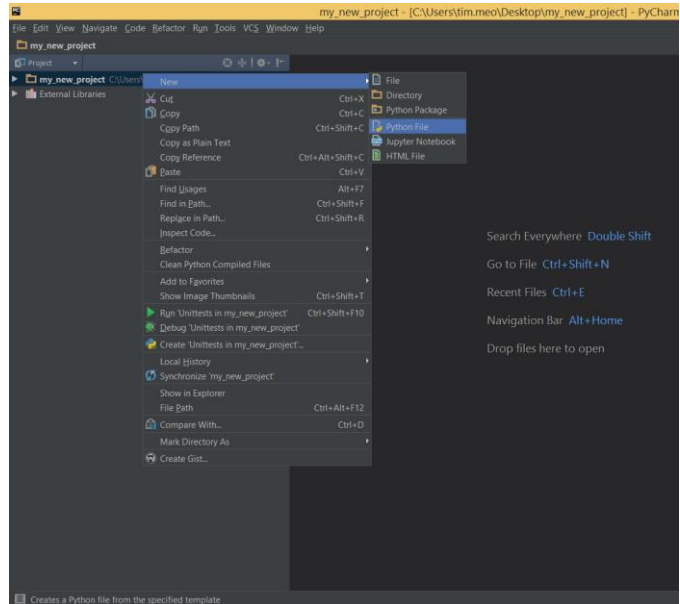 PC my_new_project - [C:\Users\tim.meo\Desktop\my_new_project] - PyCharm
File Edit View Navigate Code Refactor Run Tools VCS Window Help
my_new_project
Project
my_new_project C:\Users\
External Libraries
New
Cut Ctrl+X
Copy Ctrl+C
Copy Path Ctrl+Shift+C
Copy as Plain Text
Copy Reference Ctrl+Alt+Shift+C
Paste Ctrl+V
Find Usages Alt+F7
Find in Path... Ctrl+Shift+F
Replace in Path... Ctrl+Shift+R
Inspect Code...
Refactor
Clean Python Compiled Files
Add to Favorites
Show Image Thumbnails Ctrl+Shift+T
Run 'Unittests in my_new_project' Ctrl+Shift+F10
Debug 'Unittests in my_new_project'
Create 'Unittests in my_new_project'...
Local History
Synchronize 'my_new_project'
Show in Explorer
File Path Ctrl+Alt+F12
Compare With... Ctrl+D
Mark Directory As
Create Gist...
File
Directory
Python Package
Python File
Jupyter Notebook
HTML File
Search Everywhere Double Shift
Go to File Ctrl+Shift+N
Recent Files Ctrl+E
Navigation Bar Alt+Home
Drop files here to open
Creates a Python file from the specified template